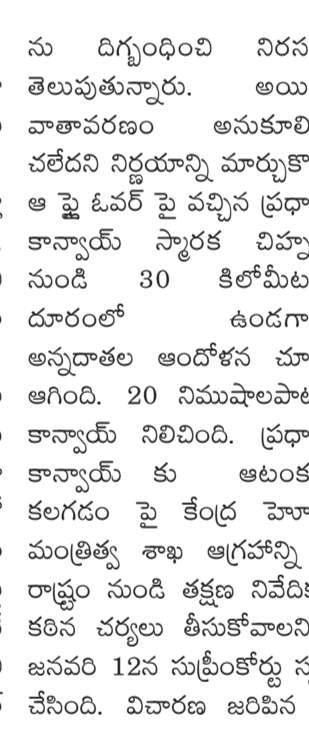 ను దిగ్బంధించి నిరస
తెలుపుతున్నారు. అయి
వాతావరణం అనుకూలి
చలేదని నిర్ణయాన్ని మార్చుకొ
ఆ ఫ్లై ఓవర్ పై వచ్చిన ప్రధా
కాన్వాయ్ స్మారక చిహ్న
నుండి 30 కిలోమీట
దూరంలో ఉండగా
అన్నదాతల ఆందోళన చూ
ఆగింది. 20 నిముషాలపాట
కాన్వాయ్ నిలిచింది. ప్రధా
కాన్వాయ్ కు ఆటంక
కలగడం పై కేంద్ర హో
మంత్రిత్వ శాఖ ఆగ్రహాన్ని
రాష్ట్రం నుండి తక్షణ నివేదిక
కఠిన చర్యలు తీసుకోవాలని
జనవరి 12న సుప్రీంకోర్టు స్ప
చేసింది. విచారణ జరిపిన